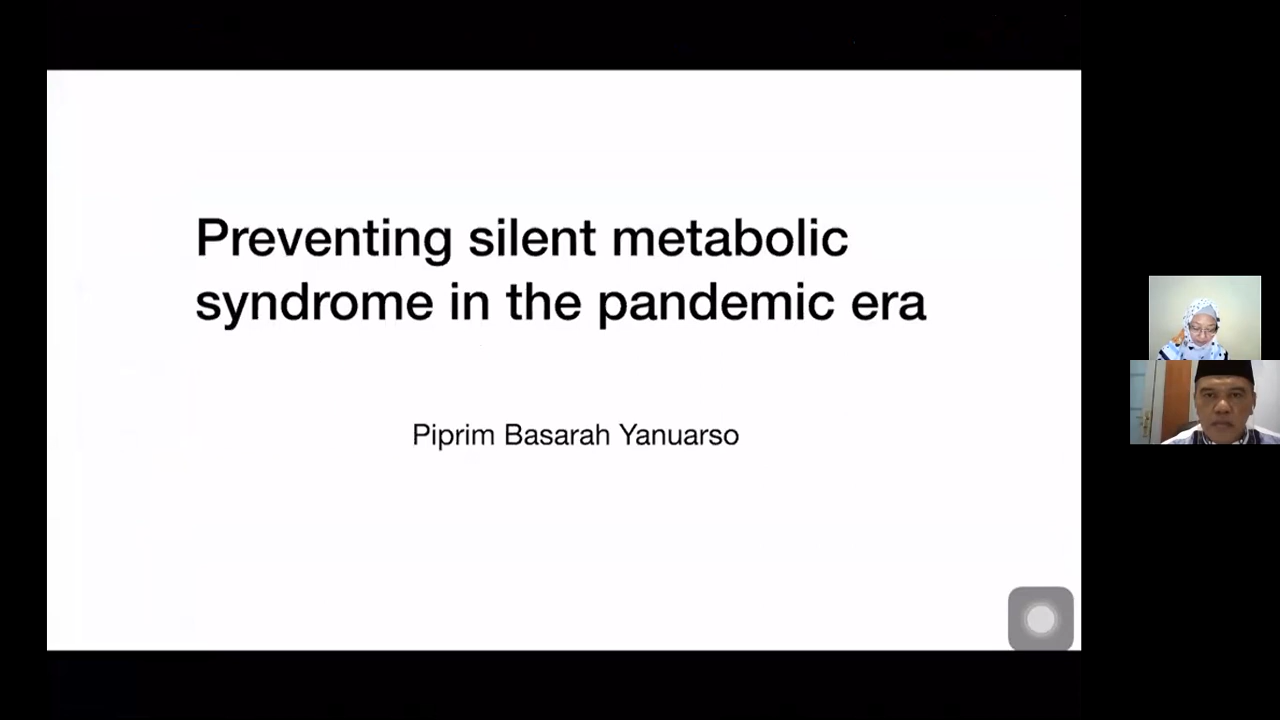 Preventing silent metabolic
syndrome in the pandemic era
Piprim Basarah Yanuarso